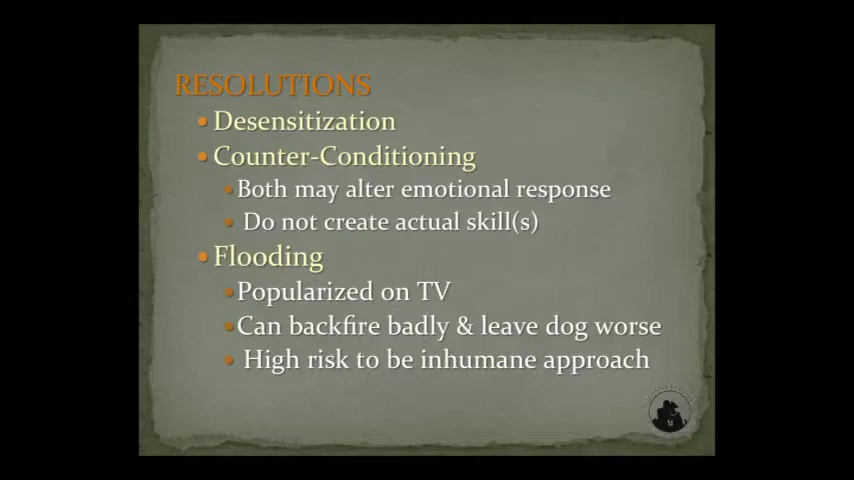 RESOLUTIONS
• Desensitization
• Counter-Conditioning
• Both may alter emotional response
• Do not create actual skill(s)
• Flooding
• Popularized on TV
• Can backfire badly & leave dog worse
• High risk to be inhumane approach